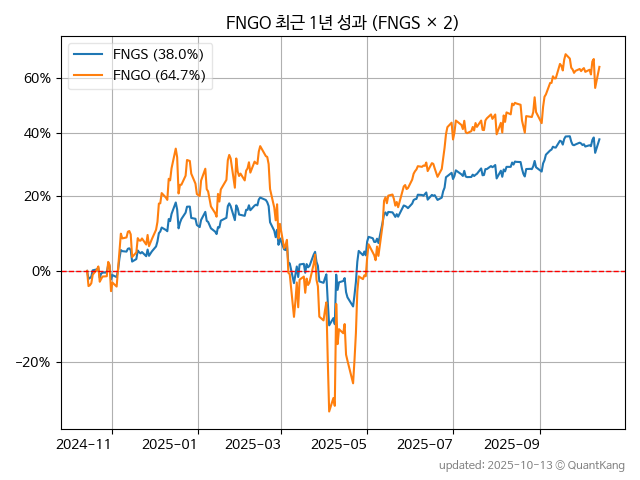 FNGO 최근 1년 성과 (FNGS × 2)
FNGS (38.0%)
FNGO (64.7%)
60%
40%
20%
0%
−20%
2024-11
2025-01
2025-03
2025-05
2025-07
2025-09
updated: 2025-10-13 © QuantKang